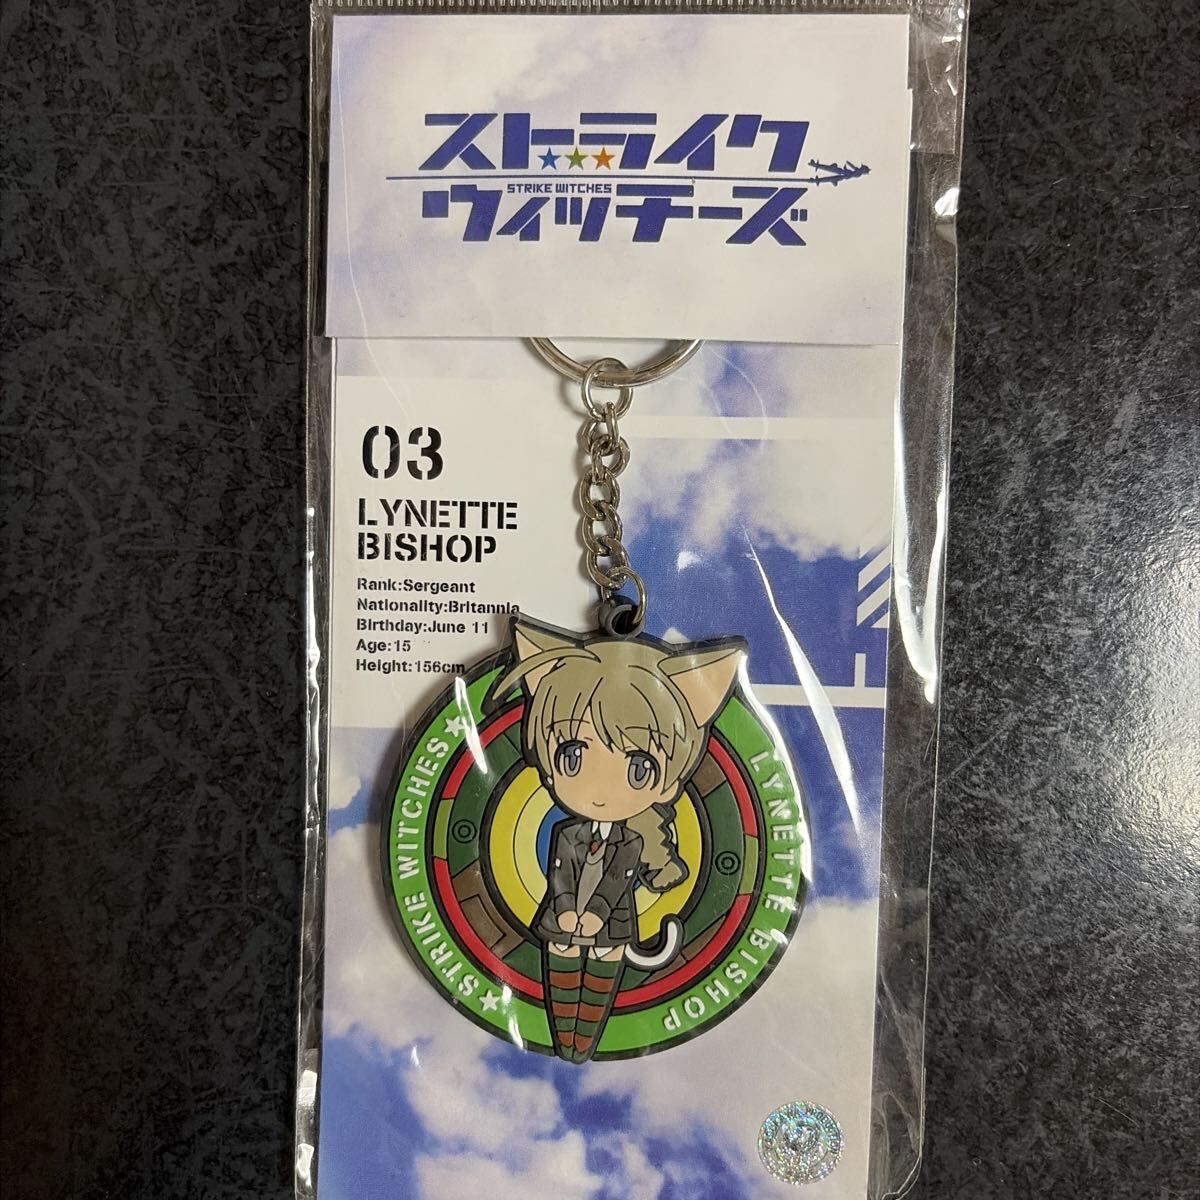 ストライク
STRIKE WITCHES
ウィッチーズ
03
LYNETTE
BISHOP
Rank:Sergeant
Nationality:Britannia
Birthday:June 11
Age:15
Height:156cm
★STRIKE WITCHES★
LYNETTE BISHOP